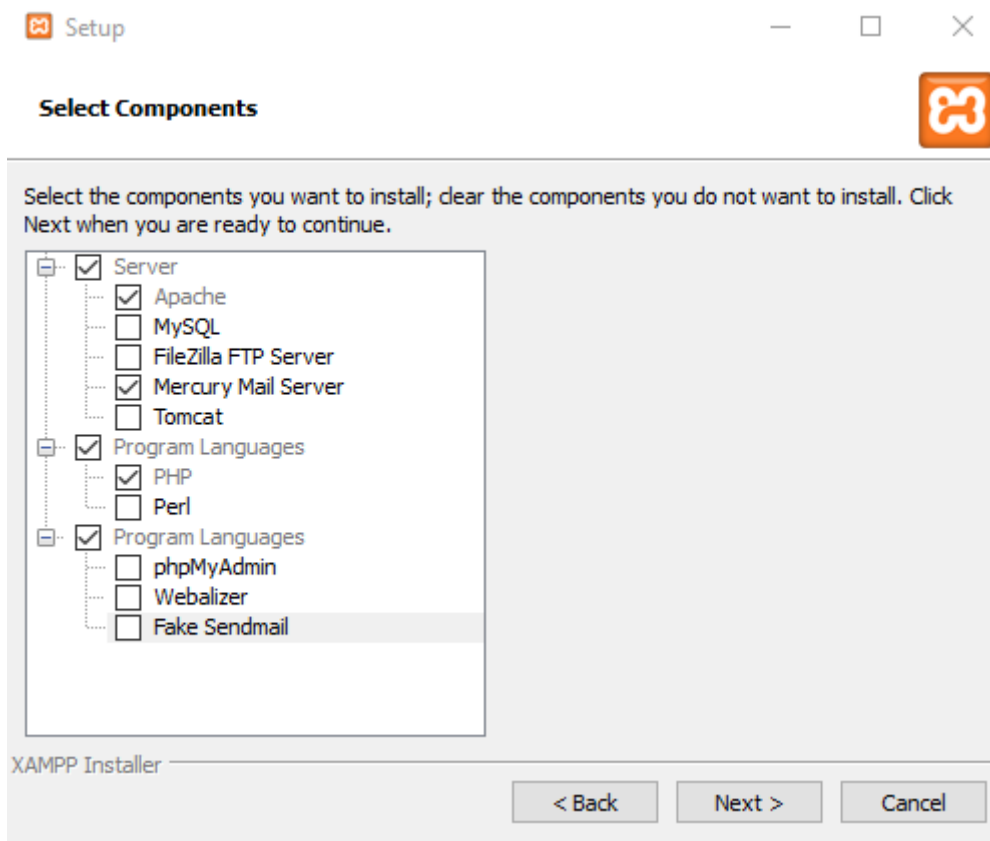 Setup
Select Components
Select the components you want to install; clear the components you do not want to install. Click
Next when you are ready to continue.
Server
Apache
MySQL
FileZilla FTP Server
Mercury Mail Server
Tomcat
Program Languages
PHP
Perl
Program Languages
phpMyAdmin
Webalizer
Fake Sendmail
XAMPP Installer
< Back Next > Cancel